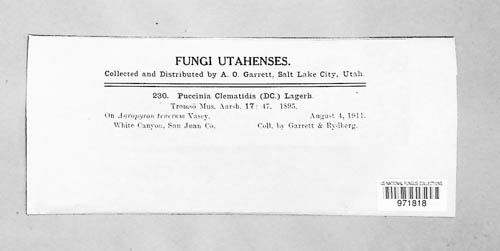 FUNGI UTAHENSES.
Collected and Distributed by A. O. Garrett, Salt Lake City, Utah.
230. Puccinia Clematidis (DC.) Lagerh.
Tromsö Mus. Aarsh. 17: 47. 1895.
On Agropyron tenerum Vasey. August 4, 1911.
White Canyon, San Juan Co. Coll. by Garrett & Rydberg.
US NATIONAL FUNGUS COLLECTIONS
971818